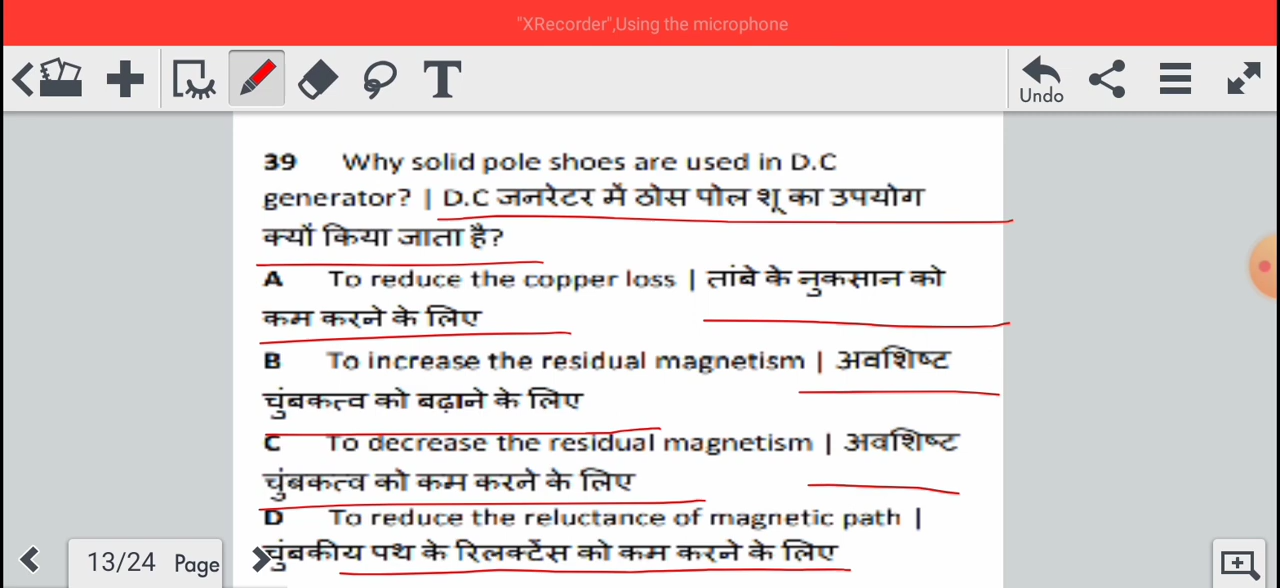 "XRecorder",Using the microphone
T
Undo
39 Why solid pole shoes are used in D.C
generator? | D.C जनरेटर में ठोस पोल शू का उपयोग
क्यों किया जाता है?
A To reduce the copper loss | तांबे के नुकसान को
कम करने के लिए
B To increase the residual magnetism | अवशिष्ट
चुंबकत्व को बढ़ाने के लिए
C To decrease the residual magnetism | अवशिष्ट
चुंबकत्व को कम करने के लिए
D To reduce the reluctance of magnetic path |
चुंबकीय पथ के रिलक्टेंस को कम करने के लिए
13/24 Page